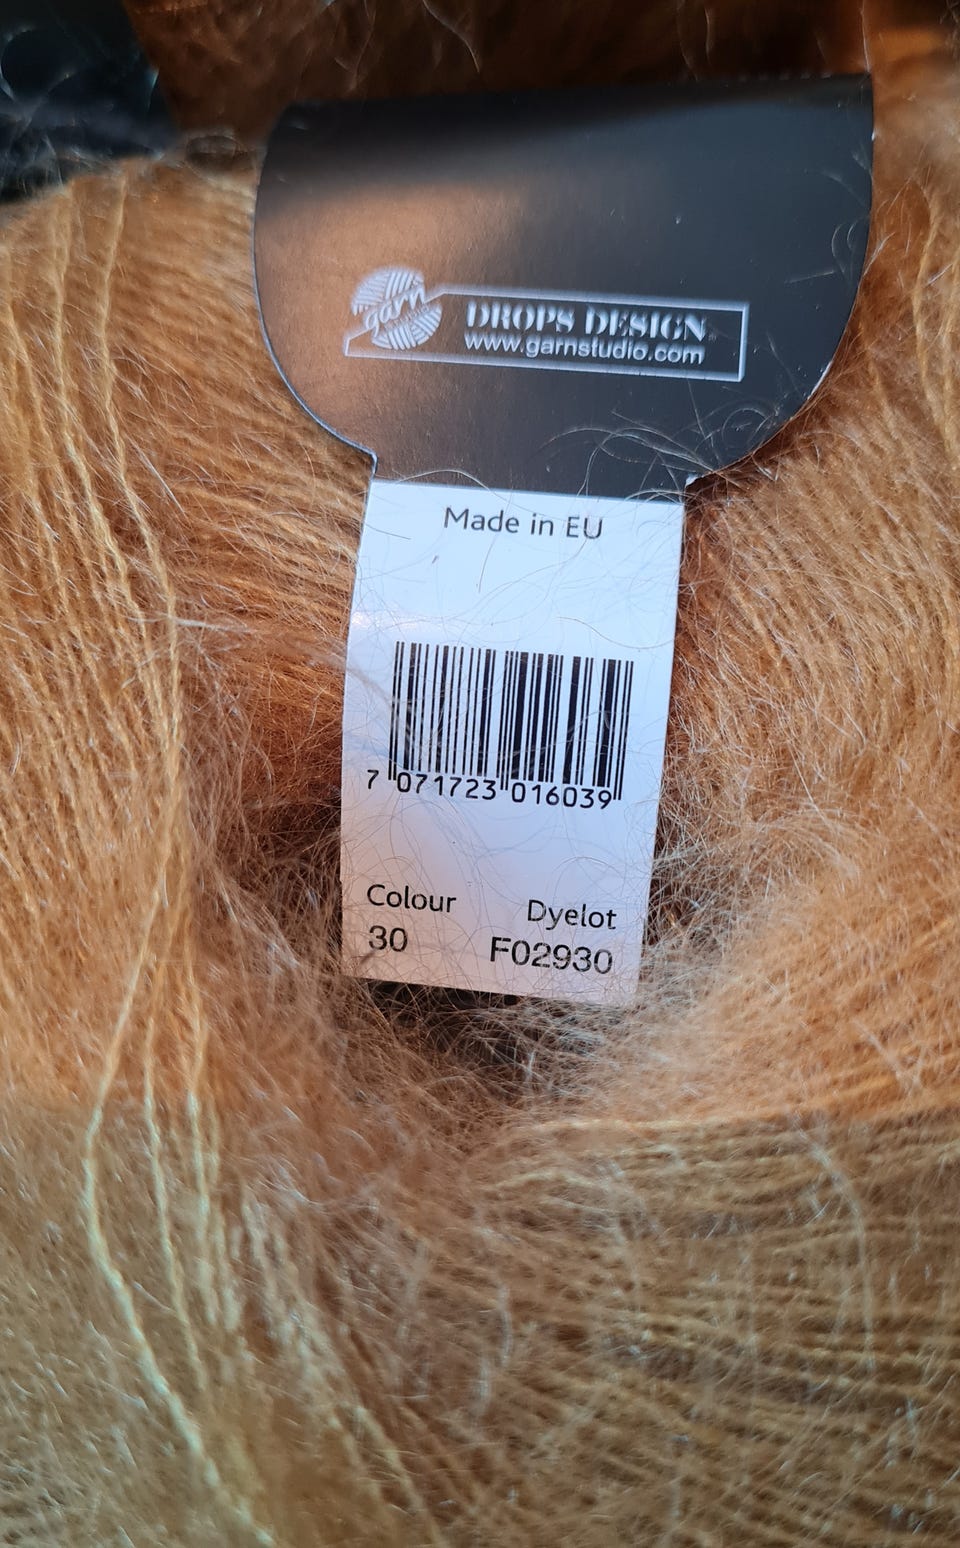 garn
DROPS DESIGN
www.garnstudio.com
Made in EU
7 071723 016039
Colour Dyelot
30 F02930